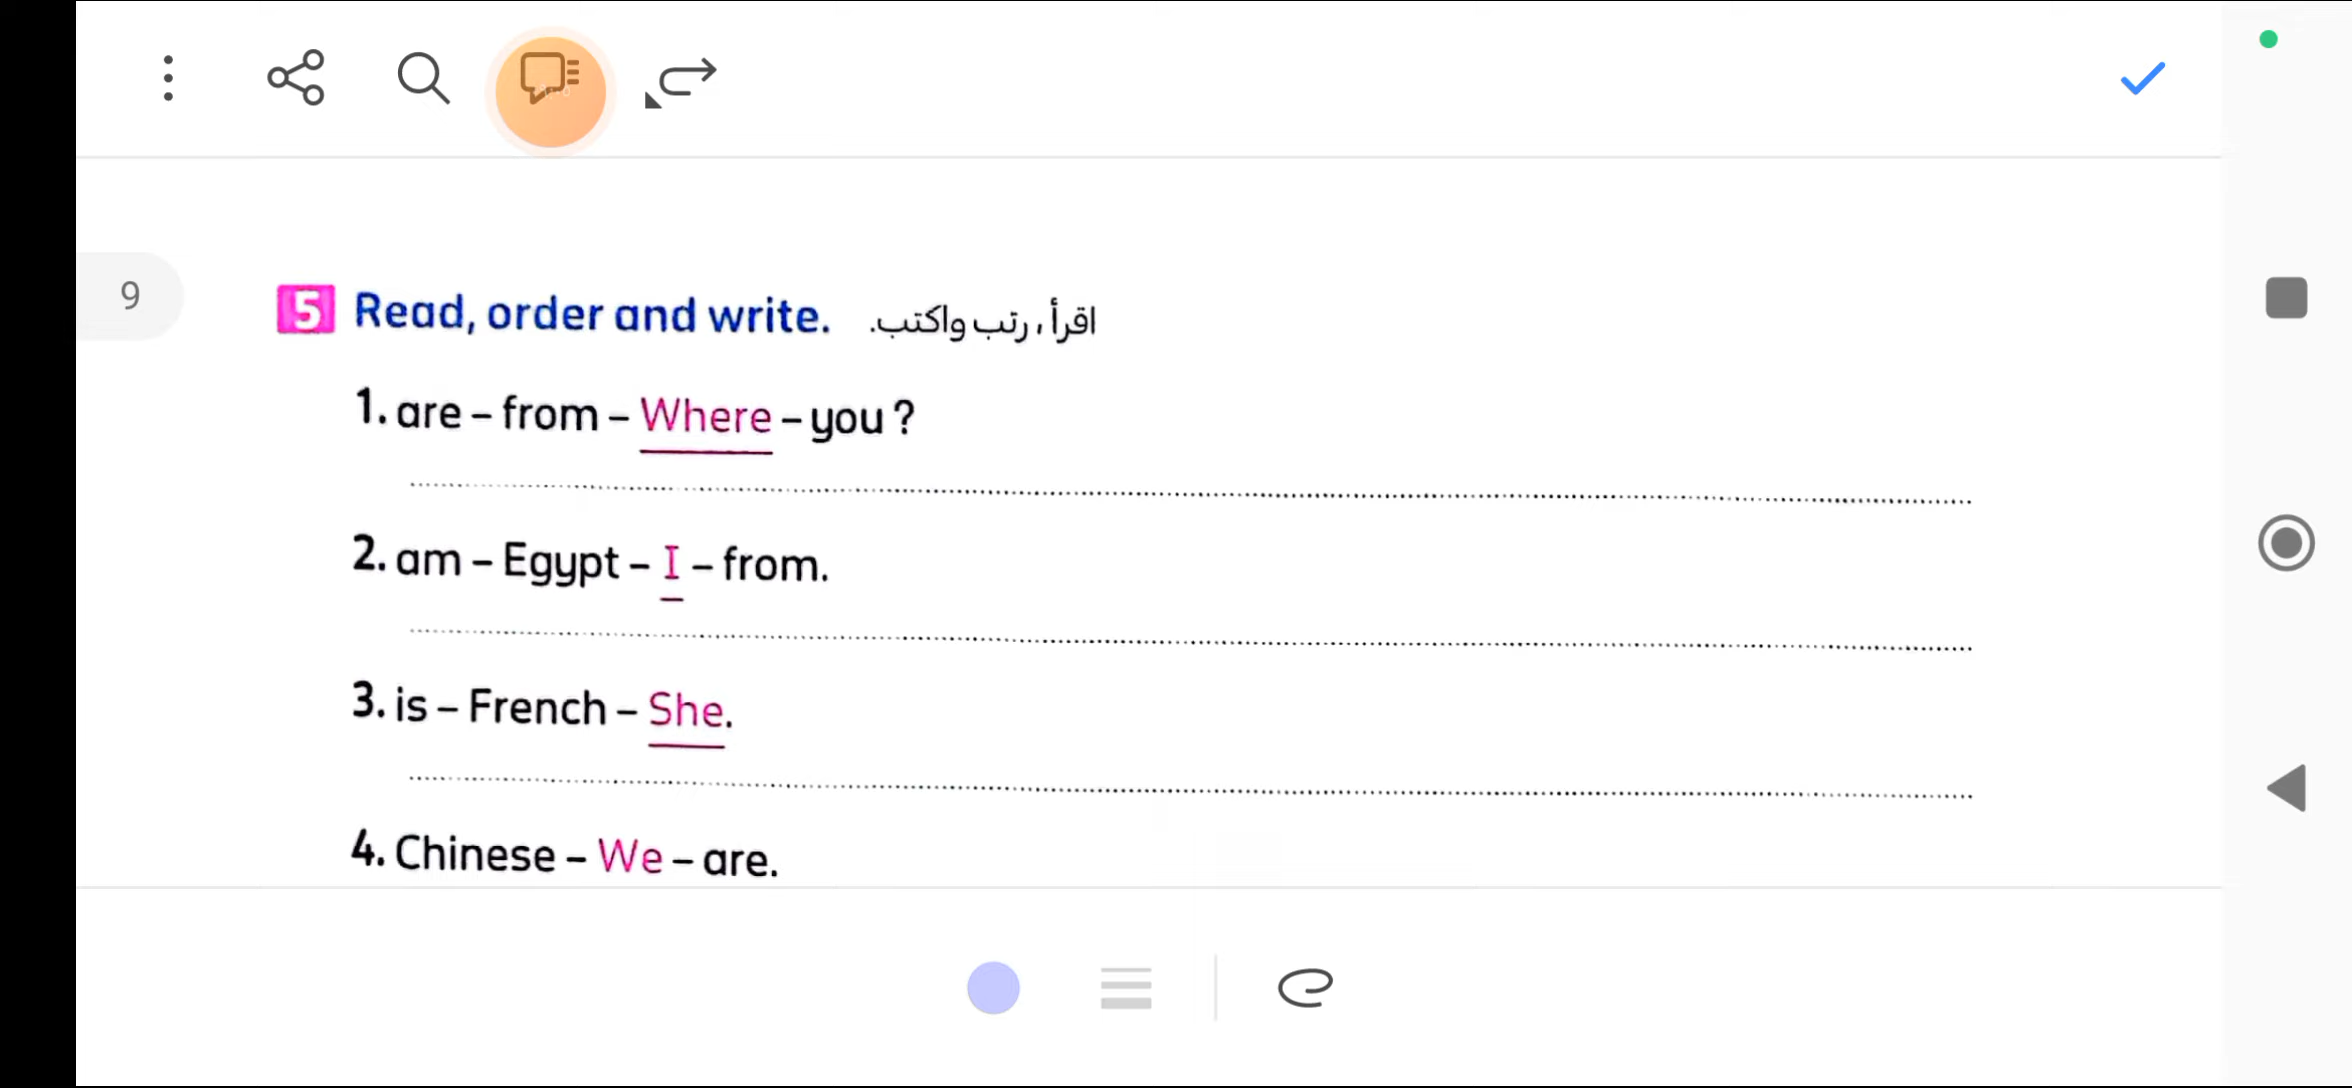 9
5 Read, order and write. اقرأ، رتب واكتب.
1. are – from – Where – you ?
2. am – Egypt – I – from.
3. is – French – She.
4. Chinese – We – are.